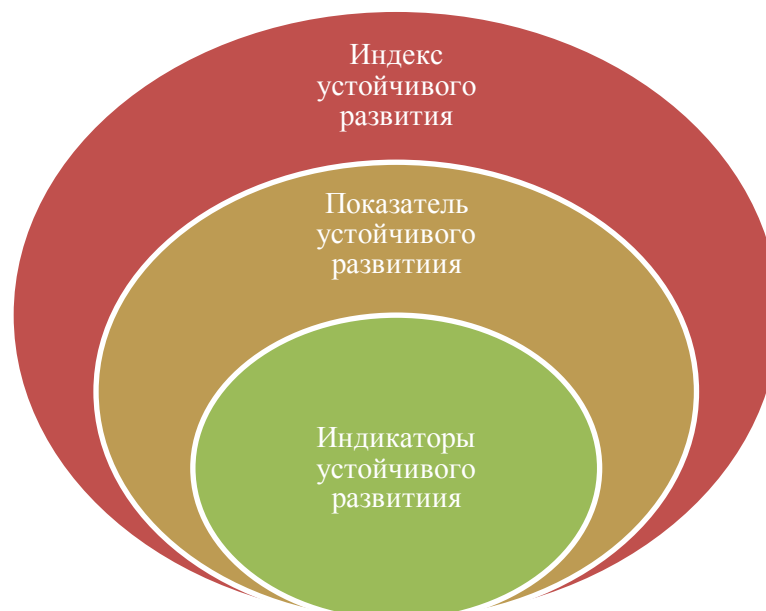 Индекс
устойчивого
развития
Показатель
устойчивого
развитиия
Индикаторы
устойчивого
развитиия